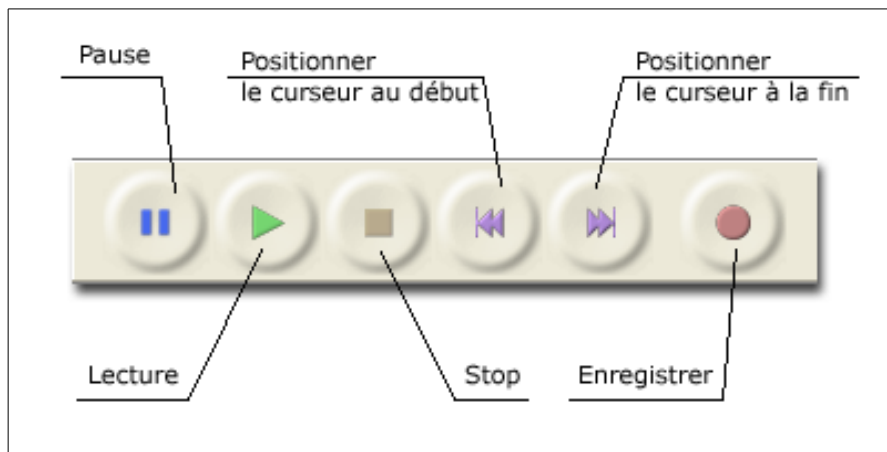 Pause
Positionner
le curseur au début
Positionner
le curseur à la fin
Lecture
Stop
Enregistrer